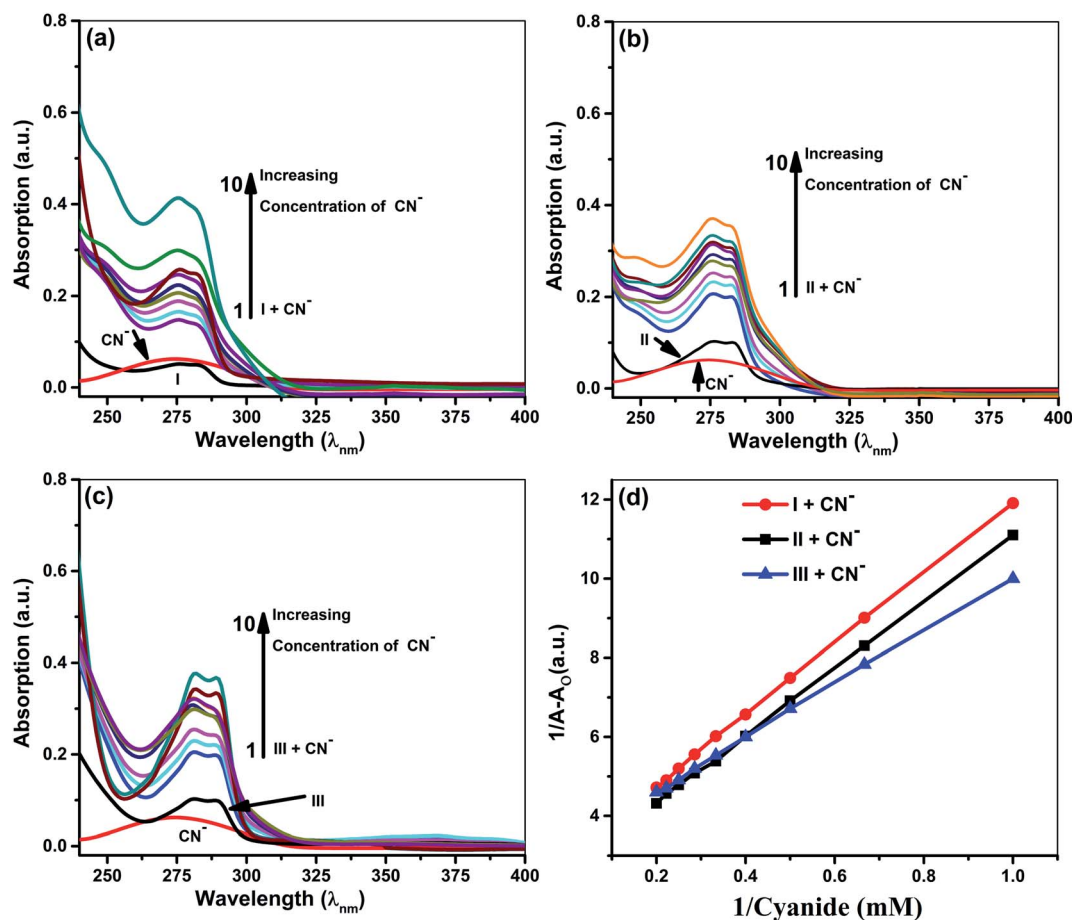 (a)
Absorption (a.u.)
0.8
0.6
0.4
0.2
0.0
10
Increasing
Concentration of CN⁻
1
I + CN⁻
CN⁻
I
250 275 300 325 350 375 400
Wavelength (λnm)
(b)
Absorption (a.u.)
0.8
0.6
0.4
0.2
0.0
10
Increasing
Concentration of CN⁻
1
II + CN⁻
II
CN⁻
250 275 300 325 350 375 400
Wavelength (λnm)
(c)
Absorption (a.u.)
0.8
0.6
0.4
0.2
0.0
10
Increasing
Concentration of CN⁻
1
III + CN⁻
III
CN⁻
250 275 300 325 350 375 400
Wavelength (λnm)
(d)
1/A-AO(a.u.)
12
10
8
6
4
I + CN⁻
II + CN⁻
III + CN⁻
0.2 0.4 0.6 0.8 1.0
1/Cyanide (mM)